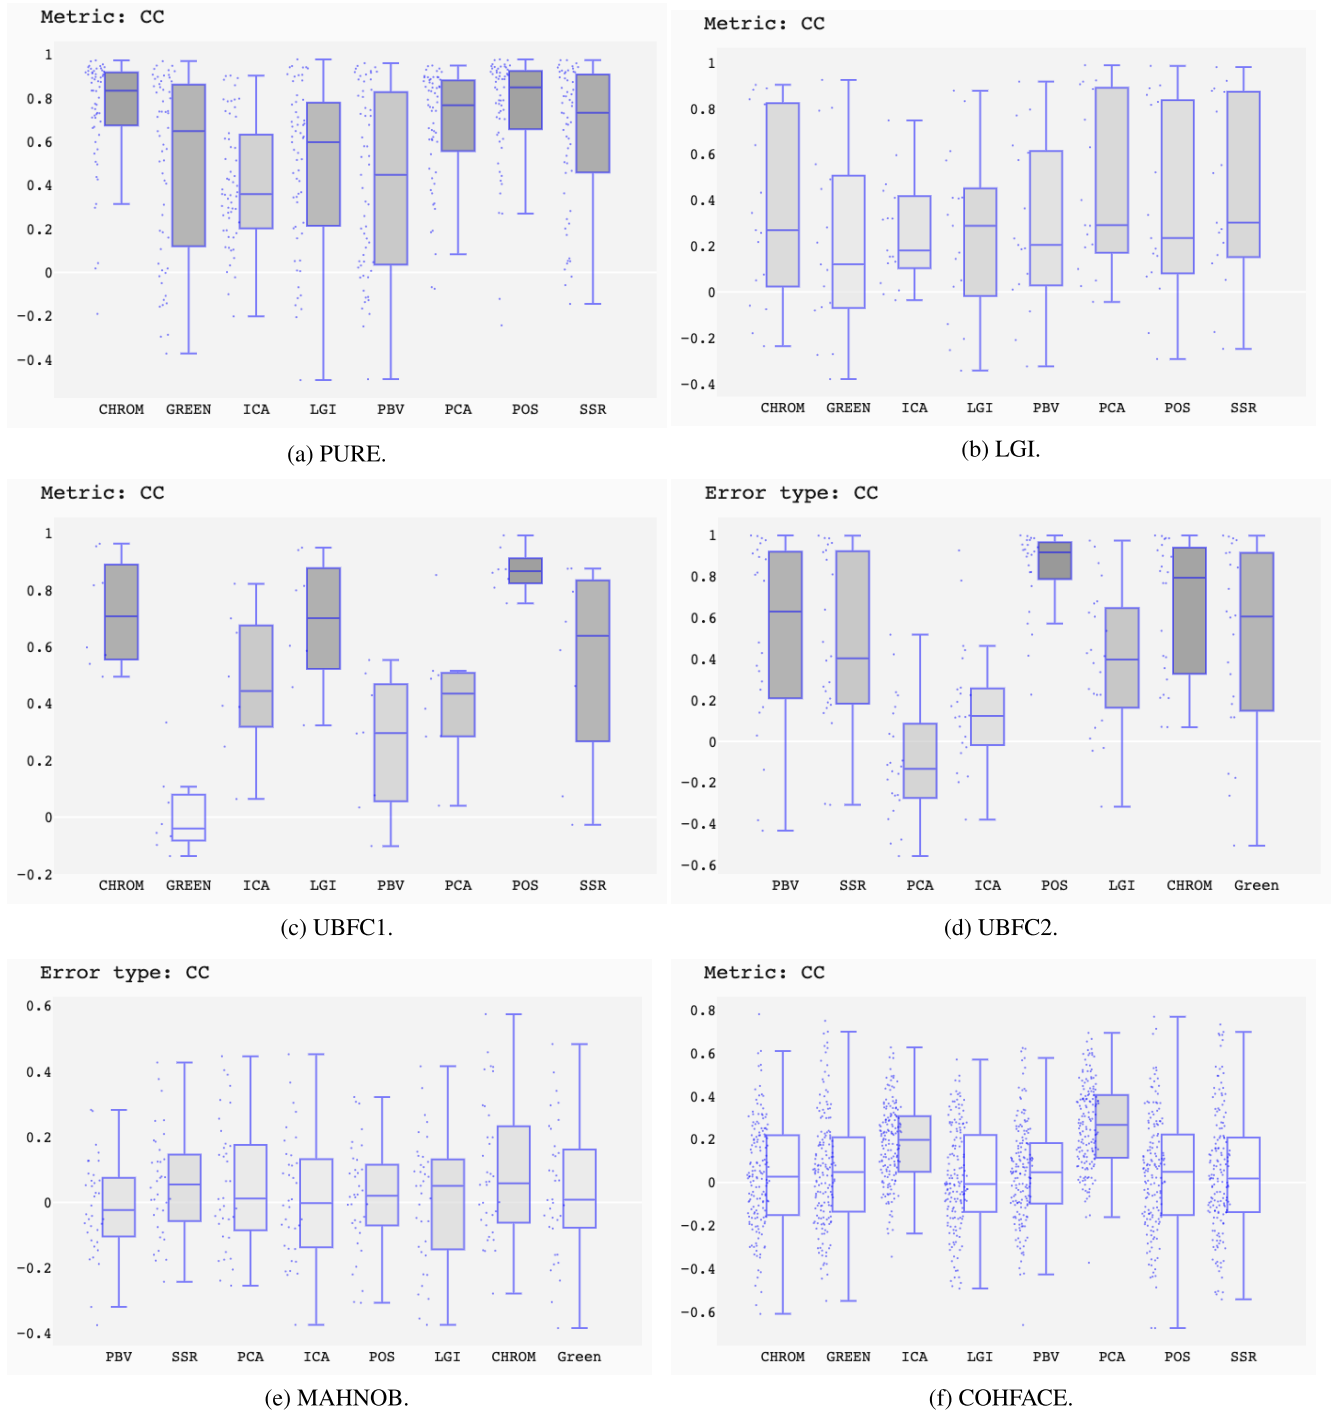 Metric: CC
1
0.8
0.6
0.4
0.2
0
−0.2
−0.4
CHROM GREEN ICA LGI PBV PCA POS SSR
(a) PURE.
Metric: CC
1
0.8
0.6
0.4
0.2
0
−0.2
−0.4
CHROM GREEN ICA LGI PBV PCA POS SSR
(b) LGI.
Metric: CC
1
0.8
0.6
0.4
0.2
0
−0.2
CHROM GREEN ICA LGI PBV PCA POS SSR
(c) UBFC1.
Error type: CC
1
0.8
0.6
0.4
0.2
0
−0.2
−0.4
−0.6
PBV SSR PCA ICA POS LGI CHROM Green
(d) UBFC2.
Error type: CC
0.6
0.4
0.2
0
−0.2
−0.4
PBV SSR PCA ICA POS LGI CHROM Green
(e) MAHNOB.
Metric: CC
0.8
0.6
0.4
0.2
0
−0.2
−0.4
−0.6
CHROM GREEN ICA LGI PBV PCA POS SSR
(f) COHFACE.